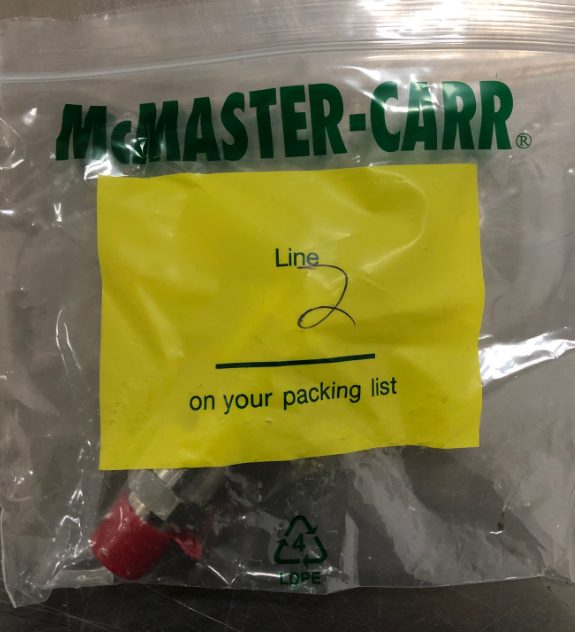 McMASTER-CARR®
Line
2
on your packing list
4
LDPE